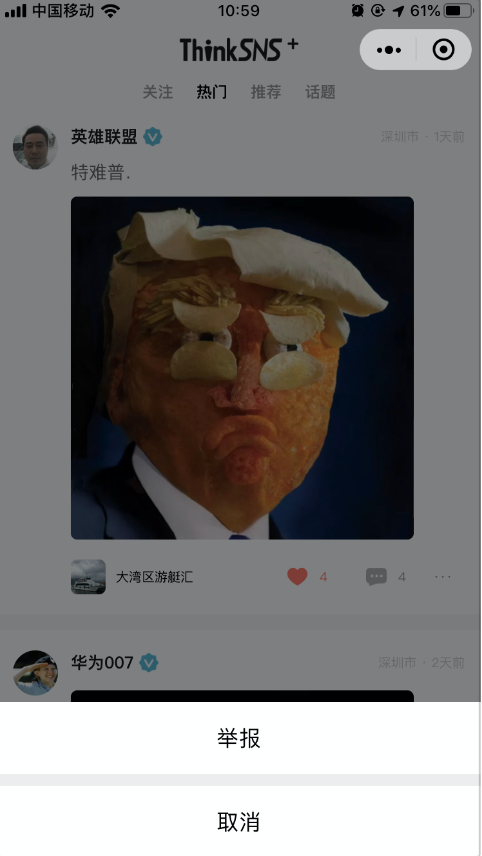 中国移动 10:59 61%
ThinkSNS+
关注 热门 推荐 话题
英雄联盟 深圳市 · 1天前
特难普.
大湾区游艇汇 4 4
华为007 深圳市 · 2天前
举报
取消